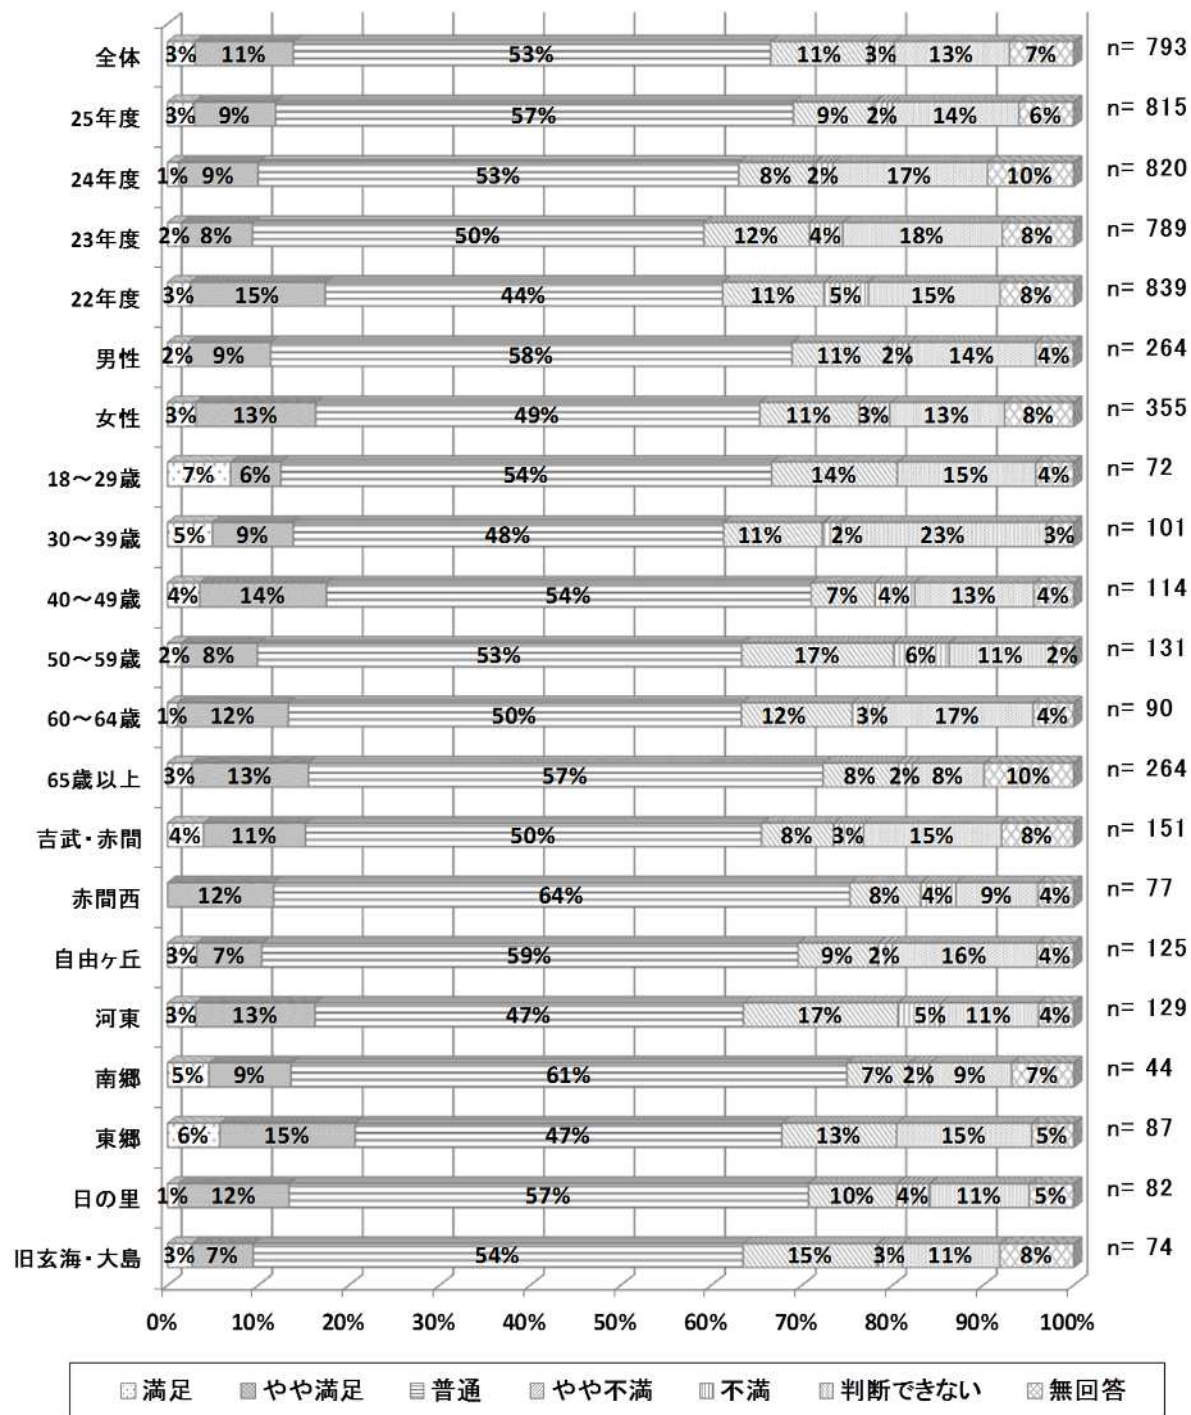 全体 3% 11% 53% 11% 3% 13% 7% n= 793
25年度 3% 9% 57% 9% 2% 14% 6% n= 815
24年度 1% 9% 53% 8% 2% 17% 10% n= 820
23年度 2% 8% 50% 12% 4% 18% 8% n= 789
22年度 3% 15% 44% 11% 5% 15% 8% n= 839
男性 2% 9% 58% 11% 2% 14% 4% n= 264
女性 3% 13% 49% 11% 3% 13% 8% n= 355
18～29歳 7% 6% 54% 14% 15% 4% n= 72
30～39歳 5% 9% 48% 11% 2% 23% 3% n= 101
40～49歳 4% 14% 54% 7% 4% 13% 4% n= 114
50～59歳 2% 8% 53% 17% 6% 11% 2% n= 131
60～64歳 1% 12% 50% 12% 3% 17% 4% n= 90
65歳以上 3% 13% 57% 8% 2% 8% 10% n= 264
吉武・赤間 4% 11% 50% 8% 3% 15% 8% n= 151
赤間西 12% 64% 8% 4% 9% 4% n= 77
自由ヶ丘 3% 7% 59% 9% 2% 16% 4% n= 125
河東 3% 13% 47% 17% 5% 11% 4% n= 129
南郷 5% 9% 61% 7% 2% 9% 7% n= 44
東郷 6% 15% 47% 13% 15% 5% n= 87
日の里 1% 12% 57% 10% 4% 11% 5% n= 82
旧玄海・大島 3% 7% 54% 15% 3% 11% 8% n= 74
0% 10% 20% 30% 40% 50% 60% 70% 80% 90% 100%
満足 やや満足 普通 やや不満 不満 判断できない 無回答